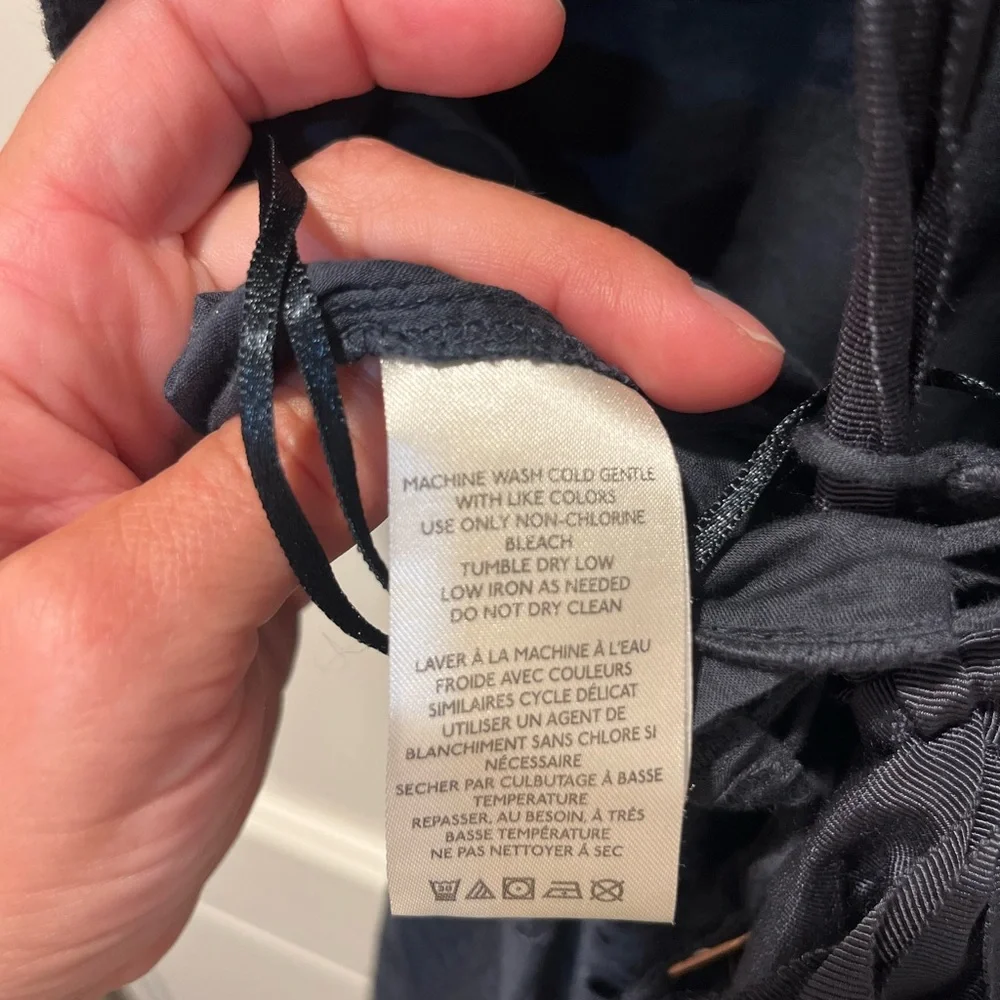 MACHINE WASH COLD GENTLE
WITH LIKE COLORS
USE ONLY NON-CHLORINE
BLEACH
TUMBLE DRY LOW
LOW IRON AS NEEDED
DO NOT DRY CLEAN
LAVER À LA MACHINE À L'EAU
FROIDE AVEC COULEURS
SIMILAIRES CYCLE DÉLICAT
UTILISER UN AGENT DE
BLANCHIMENT SANS CHLORE SI
NÉCESSAIRE
SECHER PAR CULBUTAGE À BASSE
TEMPERATURE
REPASSER, AU BESOIN, À TRÉS
BASSE TEMPÉRATURE
NE PAS NETTOYER À SEC
30